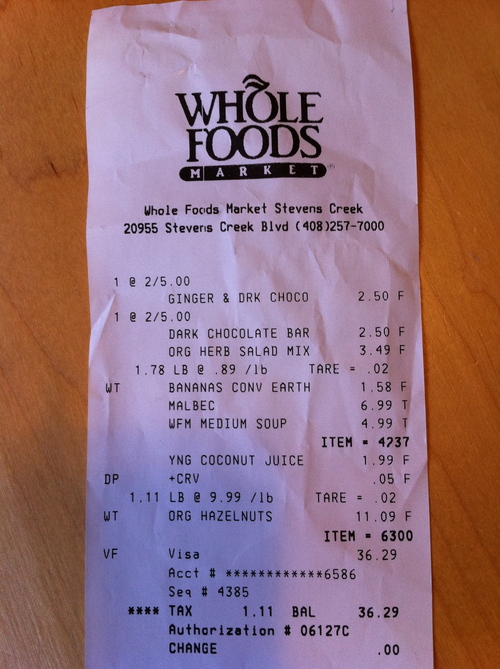 WHOLE
FOODS
MARKET®
Whole Foods Market Stevens Creek
20955 Stevens Creek Blvd (408)257-7000
1 @ 2/5.00
GINGER & DRK CHOCO 2.50 F
1 @ 2/5.00
DARK CHOCOLATE BAR 2.50 F
ORG HERB SALAD MIX 3.49 F
1.78 LB @ .89 /lb TARE = .02
WT BANANAS CONV EARTH 1.58 F
MALBEC 6.99 T
WFM MEDIUM SOUP 4.99 T
ITEM = 4237
YNG COCONUT JUICE 1.99 F
DP +CRV .05 F
1.11 LB @ 9.99 /lb TARE = .02
WT ORG HAZELNUTS 11.09 F
ITEM = 6300
VF Visa 36.29
Acct # ************6586
Seq # 4385
**** TAX 1.11 BAL 36.29
Authorization # 06127C
CHANGE .00